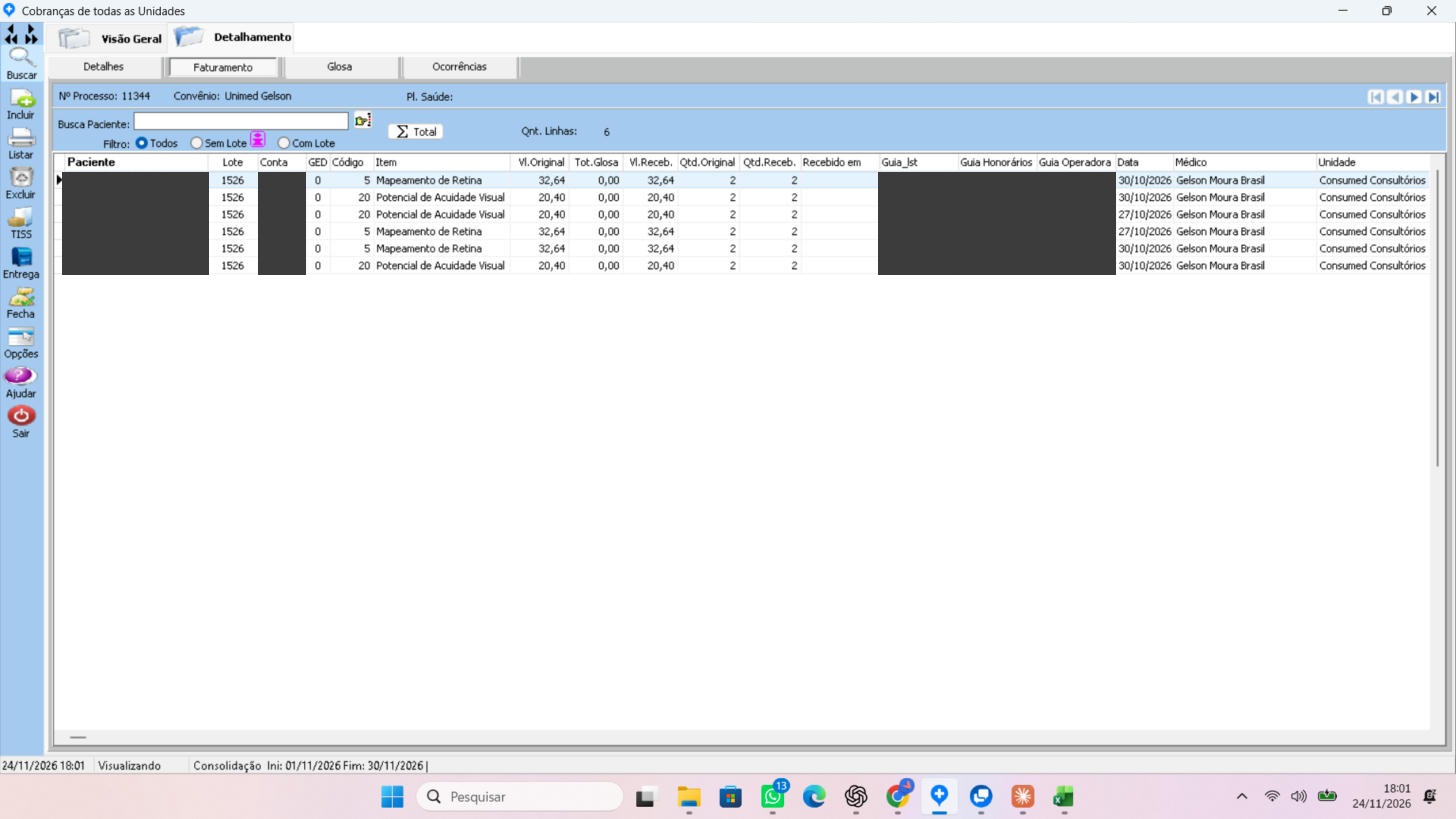 Cobranças de todas as Unidades
Visão Geral Detalhamento
Detalhes Faturamento Glosa Ocorrências
Nº Processo: 11344 Convênio: Unimed Gelson Pl. Saúde:
Busca Paciente: Σ Total Qnt. Linhas: 6
Filtro: Todos Sem Lote Com Lote
Paciente Lote Conta GED Código Item Vl.Original Tot.Glosa Vl.Receb. Qtd.Original Qtd.Receb. Recebido em Guia_lst Guia Honorários Guia Operadora Data Médico Unidade
1526 0 5 Mapeamento de Retina 32,64 0,00 32,64 2 2 30/10/2026 Gelson Moura Brasil Consumed Consultórios
1526 0 20 Potencial de Acuidade Visual 20,40 0,00 20,40 2 2 30/10/2026 Gelson Moura Brasil Consumed Consultórios
1526 0 20 Potencial de Acuidade Visual 20,40 0,00 20,40 2 2 27/10/2026 Gelson Moura Brasil Consumed Consultórios
1526 0 5 Mapeamento de Retina 32,64 0,00 32,64 2 2 27/10/2026 Gelson Moura Brasil Consumed Consultórios
1526 0 5 Mapeamento de Retina 32,64 0,00 32,64 2 2 30/10/2026 Gelson Moura Brasil Consumed Consultórios
1526 0 20 Potencial de Acuidade Visual 20,40 0,00 20,40 2 2 30/10/2026 Gelson Moura Brasil Consumed Consultórios
Buscar
Incluir
Listar
Excluir
TISS
Entrega
Fecha
Opções
Ajudar
Sair
24/11/2026 18:01 Visualizando Consolidação Ini: 01/11/2026 Fim: 30/11/2026 |
Pesquisar 13 18:01
24/11/2026